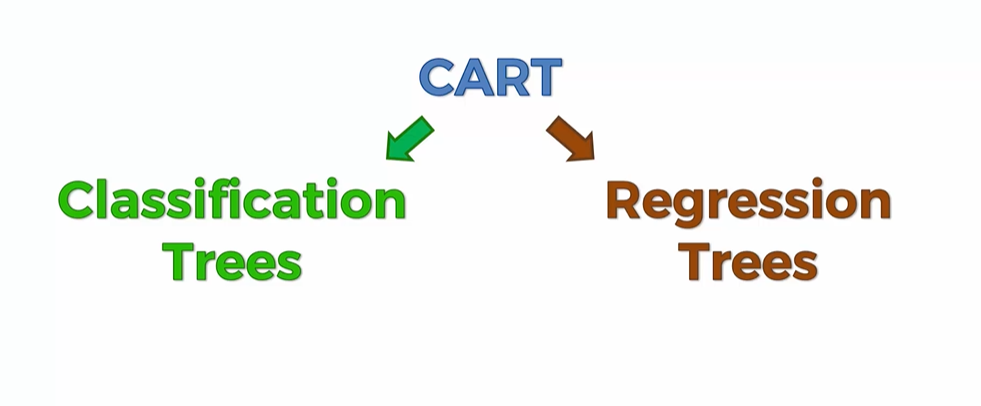 CART
Classification
Trees
Regression
Trees